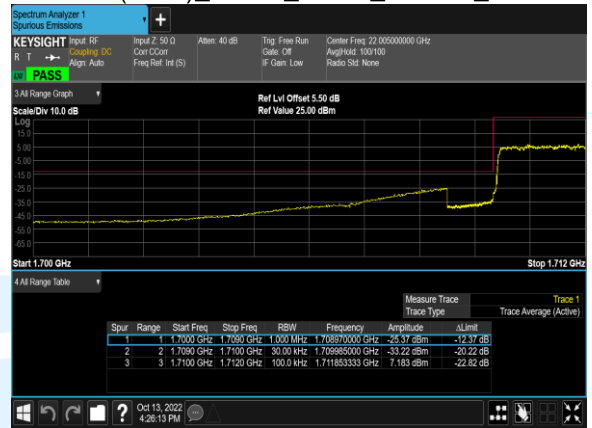 Spectrum Analyzer 1
Spurious Emissions
KEYSIGHT Input: RF Input Z: 50 Ω Atten: 40 dB Trig: Free Run Center Freq: 22.005000000 GHz
R T Coupling: DC Corr CCorr Gate: Off Avg|Hold: 100/100
Align: Auto Freq Ref: Int (S) IF Gain: Low Radio Std: None
PASS
3 All Range Graph
Ref Lvl Offset 5.50 dB
Scale/Div 10.0 dB Ref Value 25.00 dBm
Log
15.0
5.00
-5.00
-15.0
-25.0
-35.0
-45.0
-55.0
-65.0
Start 1.700 GHz Stop 1.712 GHz
4 All Range Table
Measure Trace Trace 1
Trace Type Trace Average (Active)
Spur Range Start Freq Stop Freq RBW Frequency Amplitude ΔLimit
1 1 1.7000 GHz 1.7090 GHz 1.000 MHz 1.708970000 GHz -25.37 dBm -12.37 dB
2 2 1.7090 GHz 1.7100 GHz 30.00 kHz 1.709985000 GHz -33.22 dBm -20.22 dB
3 3 1.7100 GHz 1.7120 GHz 100.0 kHz 1.711853333 GHz 7.183 dBm -22.82 dB
?
Oct 13, 2022
4:26:13 PM